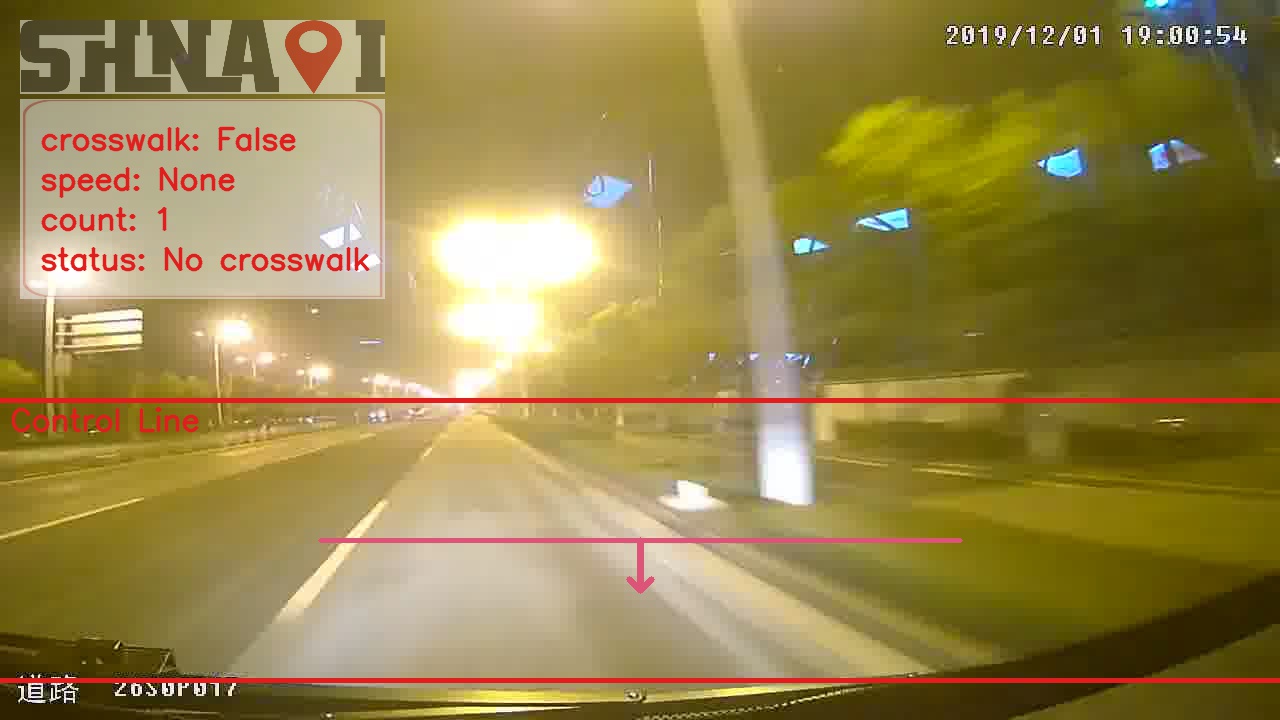 SHNAVI
2019/12/01 19:00:54
crosswalk: False
speed: None
count: 1
status: No crosswalk
Control Line
道路